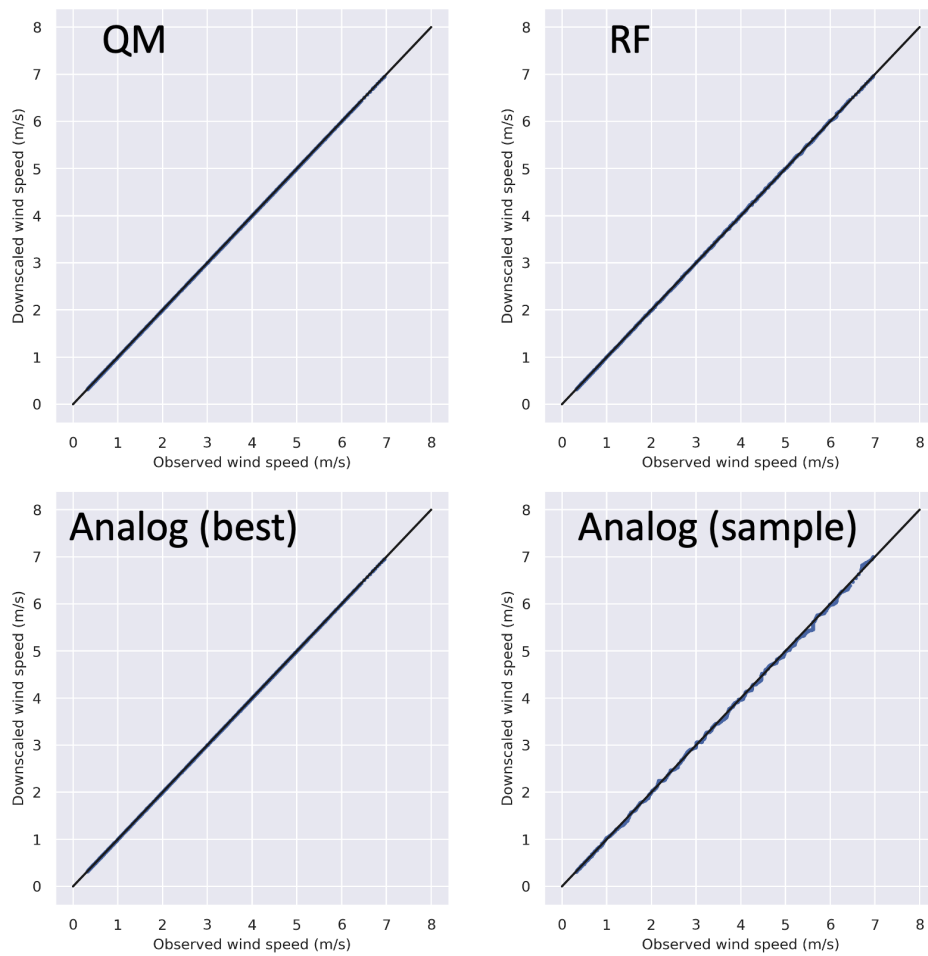 QM
8
7
6
5
4
3
2
1
0
Downscaled wind speed (m/s)
0 1 2 3 4 5 6 7 8
Observed wind speed (m/s)
RF
8
7
6
5
4
3
2
1
0
Downscaled wind speed (m/s)
0 1 2 3 4 5 6 7 8
Observed wind speed (m/s)
Analog (best)
8
7
6
5
4
3
2
1
0
Downscaled wind speed (m/s)
0 1 2 3 4 5 6 7 8
Observed wind speed (m/s)
Analog (sample)
8
7
6
5
4
3
2
1
0
Downscaled wind speed (m/s)
0 1 2 3 4 5 6 7 8
Observed wind speed (m/s)